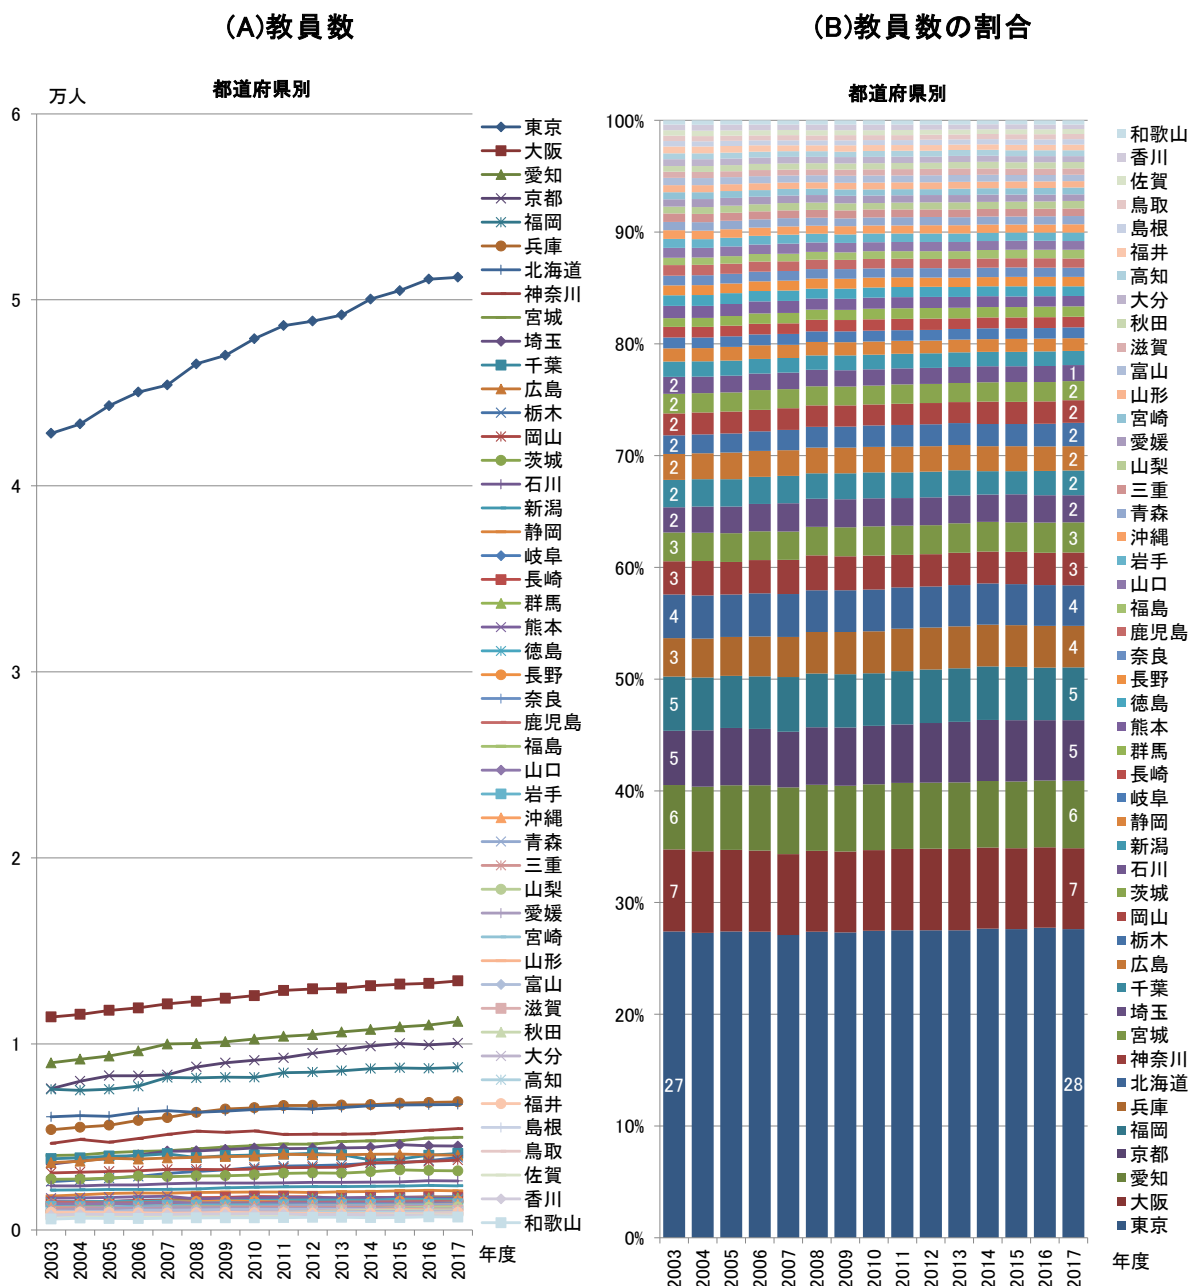 (A)教員数
都道府県別
万人
6
5
4
3
2
1
0
2003
2004
2005
2006
2007
2008
2009
2010
2011
2012
2013
2014
2015
2016
2017
年度
東京
大阪
愛知
京都
福岡
兵庫
北海道
神奈川
宮城
埼玉
千葉
広島
栃木
岡山
茨城
石川
新潟
静岡
岐阜
長崎
群馬
熊本
徳島
長野
奈良
鹿児島
福島
山口
岩手
沖縄
青森
三重
山梨
愛媛
宮崎
山形
富山
滋賀
秋田
大分
高知
福井
島根
鳥取
佐賀
香川
和歌山
(B)教員数の割合
都道府県別
100%
90%
80%
70%
60%
50%
40%
30%
20%
10%
0%
2 1
2 2
2 2
2 2
2 2
2 2
2 2
3 3
3 3
4 4
3 4
5 5
5 5
6 6
7 7
27 28
2003
2004
2005
2006
2007
2008
2009
2010
2011
2012
2013
2014
2015
2016
2017
年度
和歌山
香川
佐賀
鳥取
島根
福井
高知
大分
秋田
滋賀
富山
山形
宮崎
愛媛
山梨
三重
青森
沖縄
岩手
山口
福島
鹿児島
奈良
長野
徳島
熊本
群馬
長崎
岐阜
静岡
新潟
石川
茨城
岡山
栃木
広島
千葉
埼玉
宮城
神奈川
北海道
兵庫
福岡
京都
愛知
大阪
東京